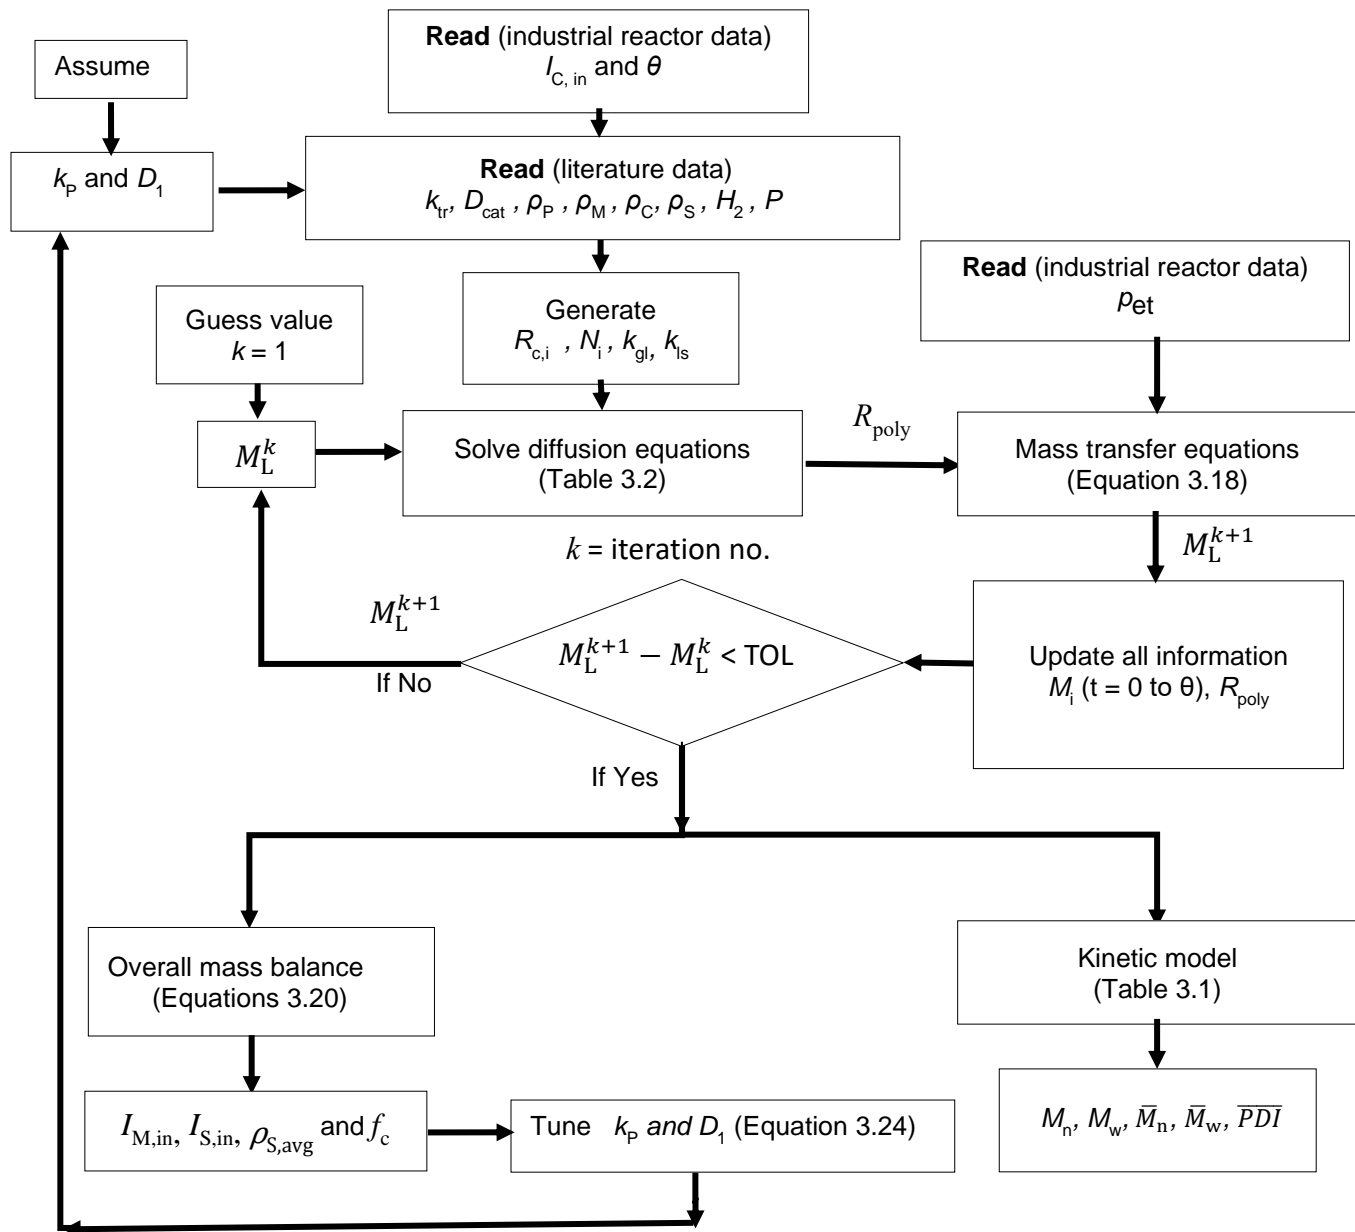 Assume
Read (industrial reactor data)
I_C, in and θ
k_P and D_1
Read (literature data)
k_tr, D_cat , ρ_P , ρ_M , ρ_C, ρ_S , H_2 , P
Read (industrial reactor data)
p_et
Guess value
k = 1
Generate
R_c,i , N_i , k_gl, k_ls
M_L^k
Solve diffusion equations
(Table 3.2)
R_poly
Mass transfer equations
(Equation 3.18)
M_L^k+1
k = iteration no.
M_L^k+1
If No
M_L^k+1 − M_L^k < TOL
Update all information
M_i (t = 0 to θ), R_poly
If Yes
Overall mass balance
(Equations 3.20)
Kinetic model
(Table 3.1)
I_M,in, I_S,in, ρ_S,avg and f_c
Tune k_P and D_1 (Equation 3.24)
M_n, M_w, M̅_n, M̅_w, P̅D̅I̅